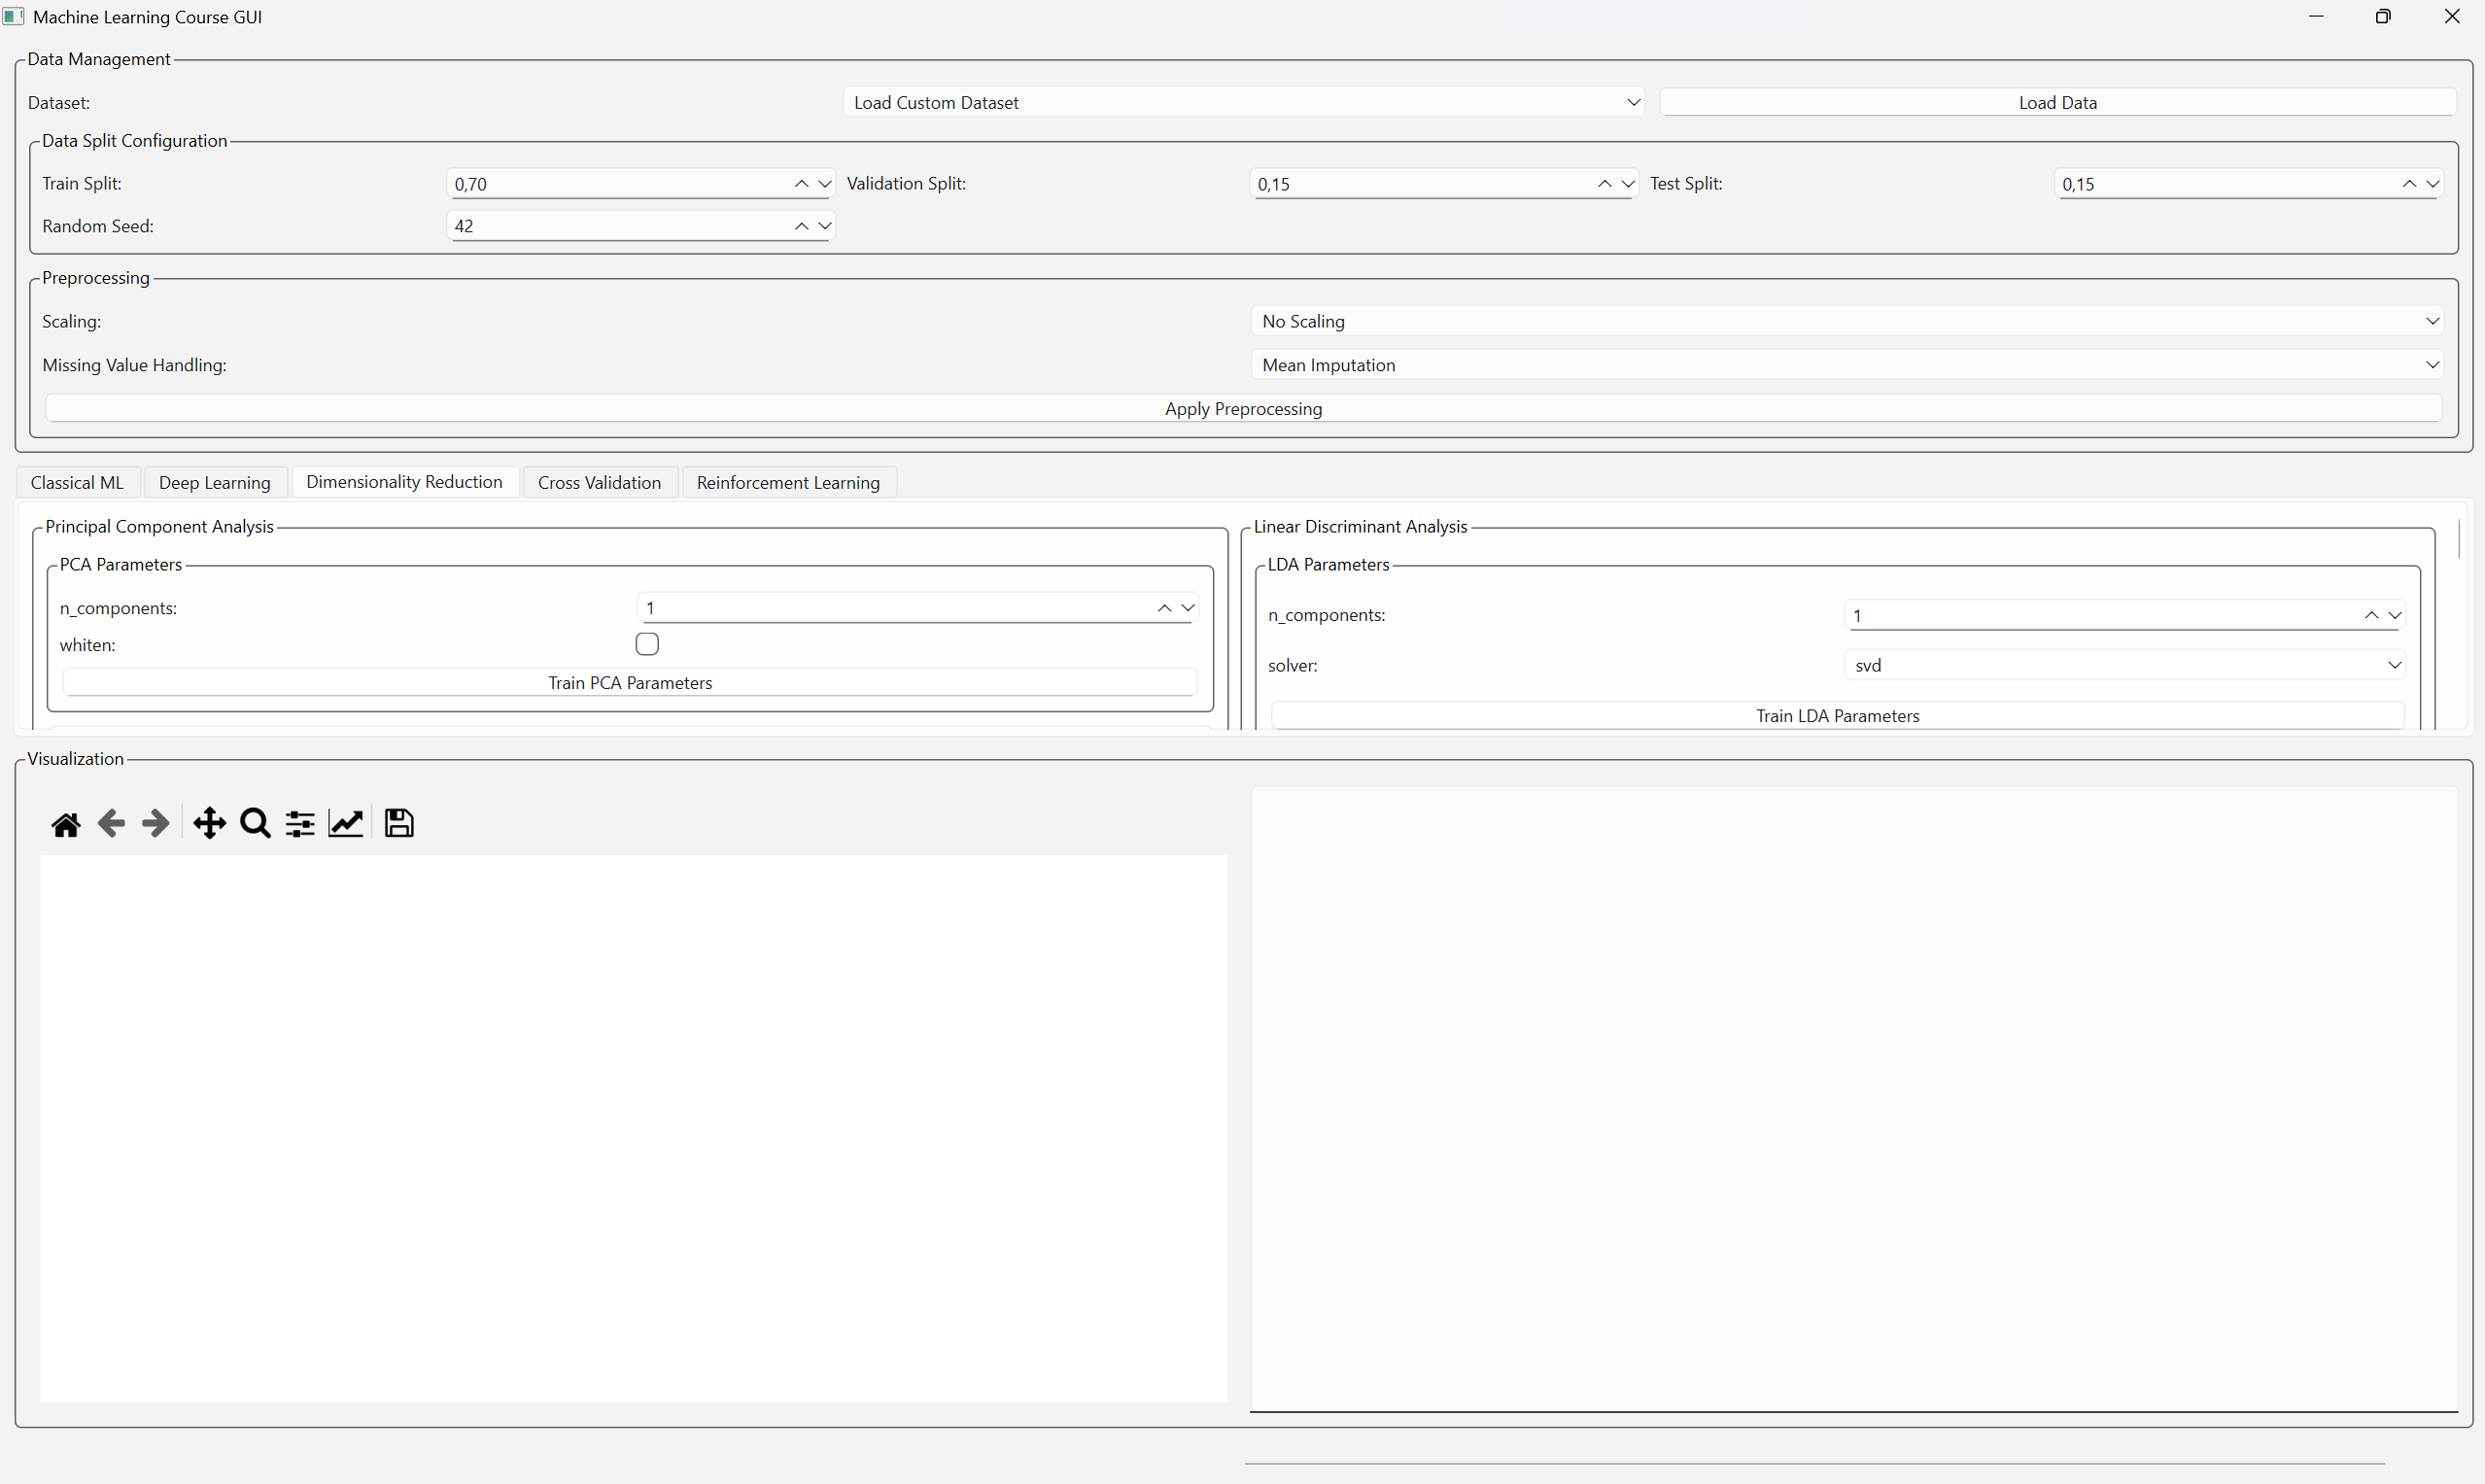 Machine Learning Course GUI
Data Management
Dataset: Load Custom Dataset Load Data
Data Split Configuration
Train Split: 0,70 Validation Split: 0,15 Test Split: 0,15
Random Seed: 42
Preprocessing
Scaling: No Scaling
Missing Value Handling: Mean Imputation
Apply Preprocessing
Classical ML Deep Learning Dimensionality Reduction Cross Validation Reinforcement Learning
Principal Component Analysis
PCA Parameters
n_components: 1
whiten:
Train PCA Parameters
Linear Discriminant Analysis
LDA Parameters
n_components: 1
solver: svd
Train LDA Parameters
Visualization